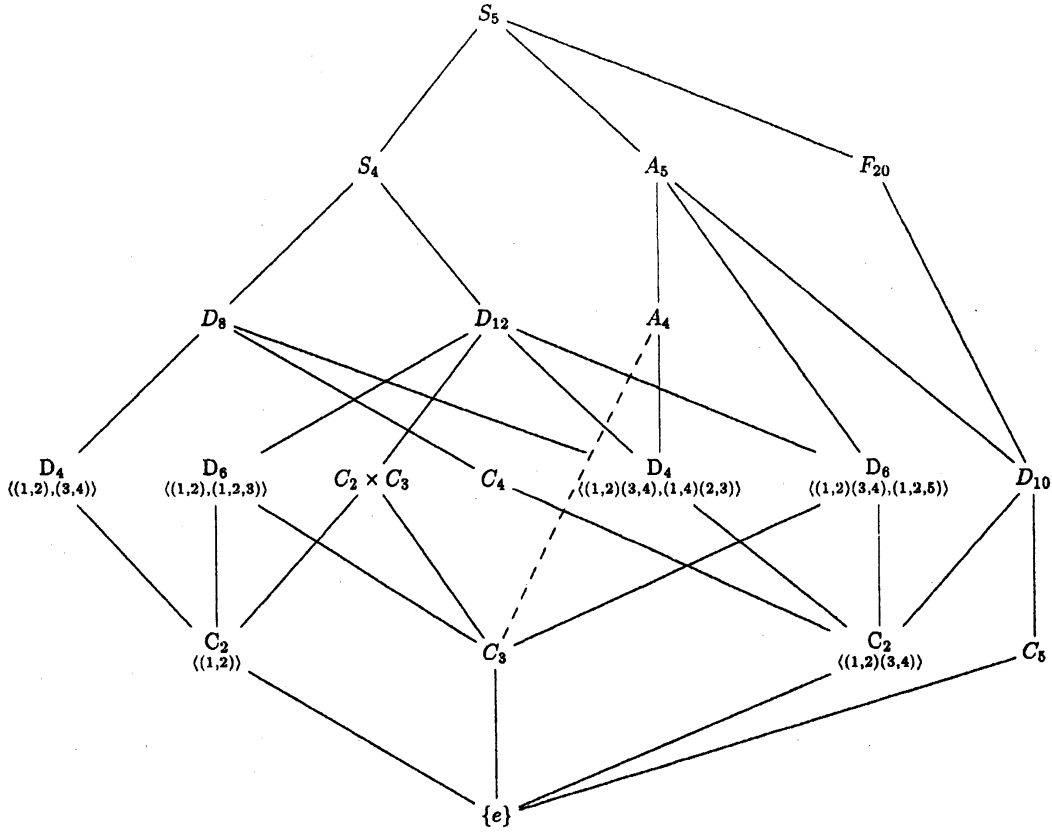 S₅
S₄ A₅ F₂₀
D₈ D₁₂ A₄
D₄ D₆ C₂ × C₃ C₄ D₄ D₆ D₁₀
⟨(1,2),(3,4)⟩ ⟨(1,2),(1,2,3)⟩ ⟨(1,2)(3,4),(1,4)(2,3)⟩ ⟨(1,2)(3,4),(1,2,5)⟩
C₂ C₃ C₂ C₅
⟨(1,2)⟩ ⟨(1,2)(3,4)⟩
{e}